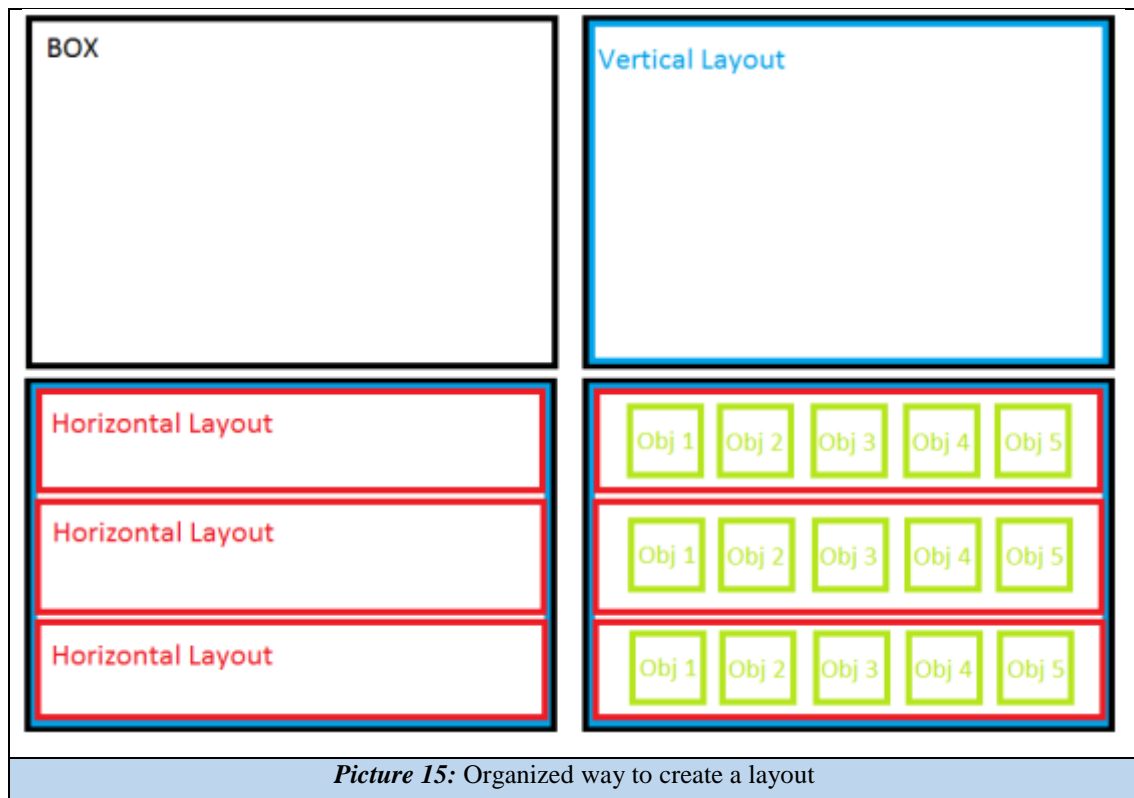 BOX
Vertical Layout
Horizontal Layout
Horizontal Layout
Horizontal Layout
Obj 1 Obj 2 Obj 3 Obj 4 Obj 5
Obj 1 Obj 2 Obj 3 Obj 4 Obj 5
Obj 1 Obj 2 Obj 3 Obj 4 Obj 5
Picture 15: Organized way to create a layout